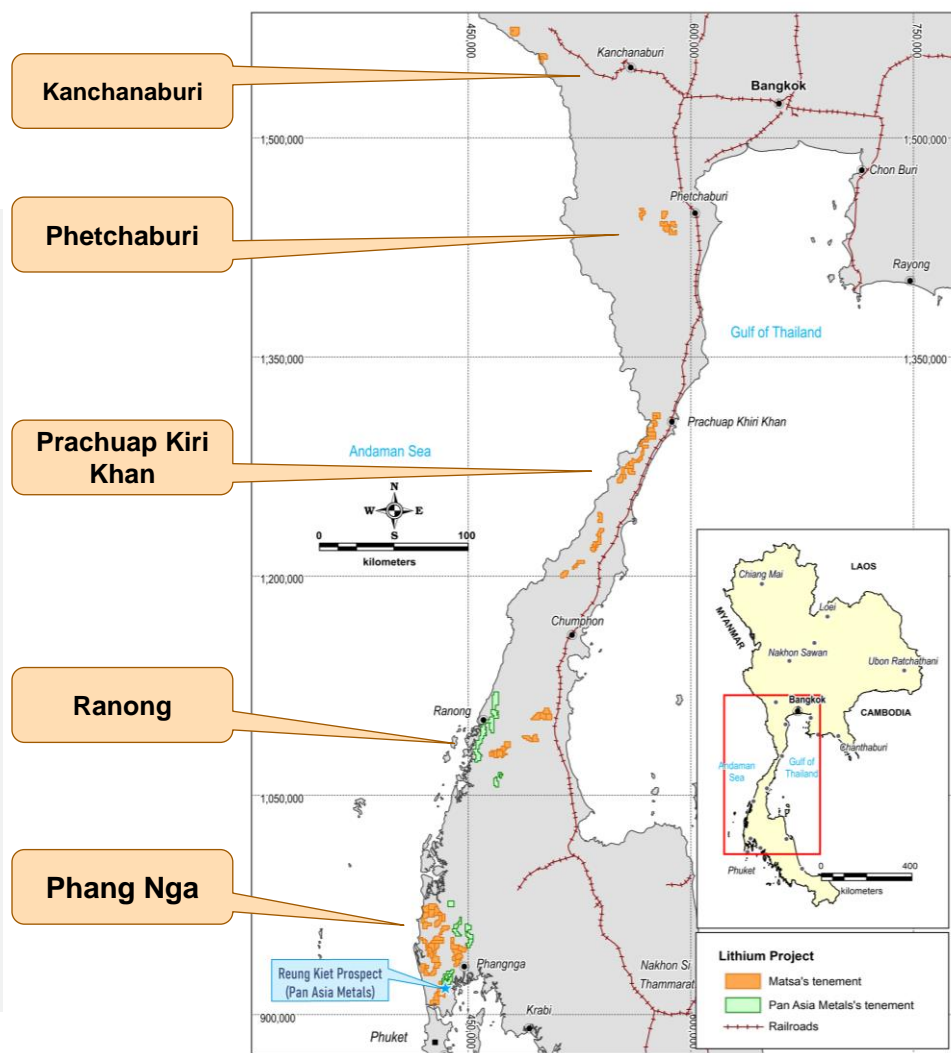 Kanchanaburi
Phetchaburi
Prachuap Kiri
Khan
Ranong
Phang Nga
450,000
600,000
750,000
Kanchanaburi
Bangkok
1,500,000
1,500,000
Chon Buri
Phetchaburi
Rayong
Gulf of Thailand
1,350,000
1,350,000
Prachuap Khiri Khan
Andaman Sea
N
W
E
S
0
100
kilometers
1,200,000
Chumphon
Ranong
1,050,000
Reung Kiet Prospect
(Pan Asia Metals)
Phangnga
Nakhon Si
Thammarat
900,000
Krabi
Phuket
450,000
LAOS
Chiang Mai
MYANMAR
Loei
Nakhon Sawan
Ubon Ratchathani
Bangkok
CAMBODIA
Chanthaburi
Andaman
Sea
Gulf of
Thailand
Phuket
0
400
kilometers
Lithium Project
Matsa's tenement
Pan Asia Metals's tenement
Railroads